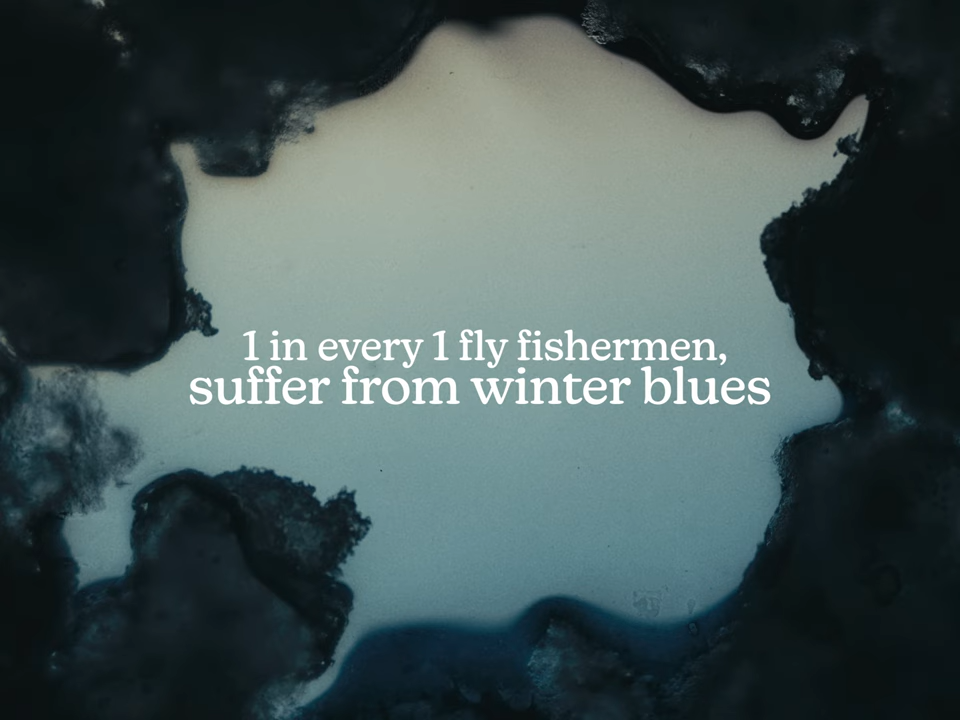 1 in every 1 fly fishermen,
suffer from winter blues